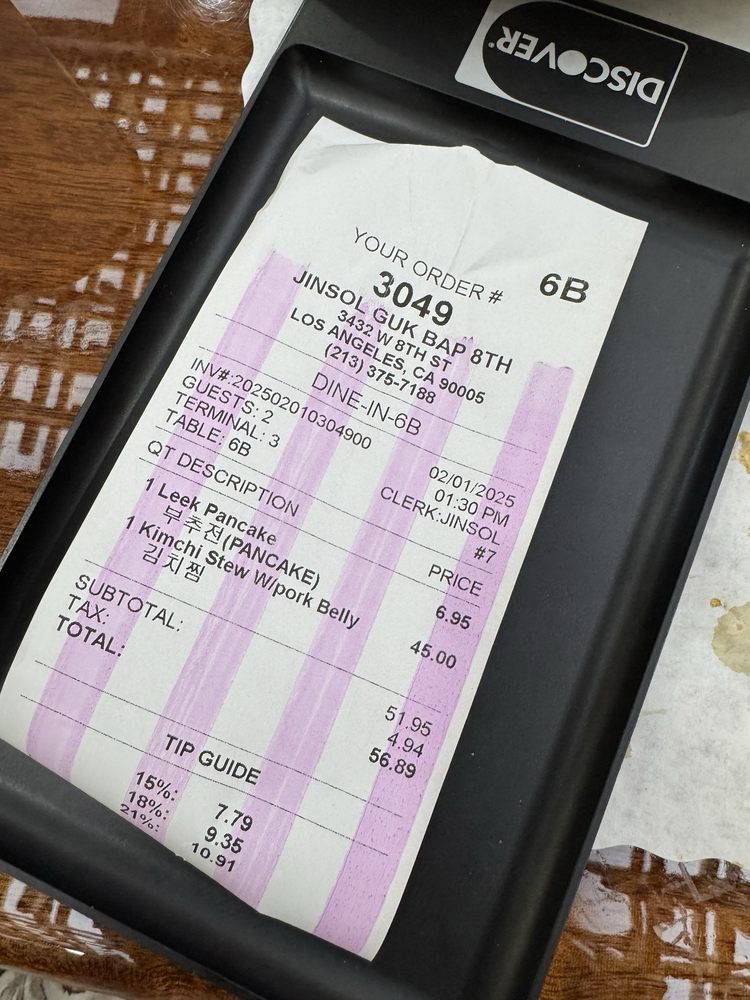 DISCOVER
YOUR ORDER # 6B
3049
JINSOL GUK BAP 8TH
3432 W 8TH ST
LOS ANGELES, CA 90005
(213) 375-7188
DINE-IN-6B
INV#:202502010304900 02/01/2025
GUESTS: 2 01:30 PM
TERMINAL: 3 CLERK:JINSOL
TABLE: 6B #7
QT DESCRIPTION PRICE
1 Leek Pancake 6.95
부추전(PANCAKE)
1 Kimchi Stew W/pork Belly 45.00
김치찜
SUBTOTAL: 51.95
TAX: 4.94
TOTAL: 56.89
TIP GUIDE
15%: 7.79
18%: 9.35
21%: 10.91